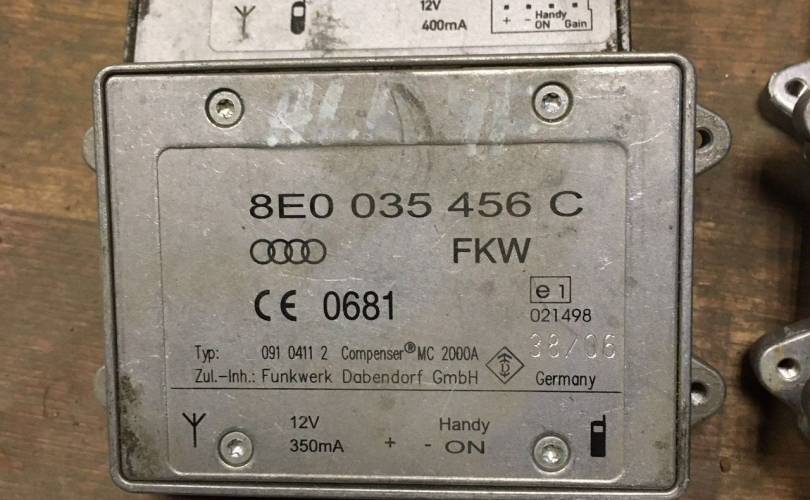 12V
400mA
+ - Handy ON Gain
8E0 035 456 C
FKW
CE 0681
e1
021498
38/06
Typ: 091 0411 2 Compenser® MC 2000A
Zul.-Inh.: Funkwerk Dabendorf GmbH
Germany
12V
350mA
+ - Handy ON